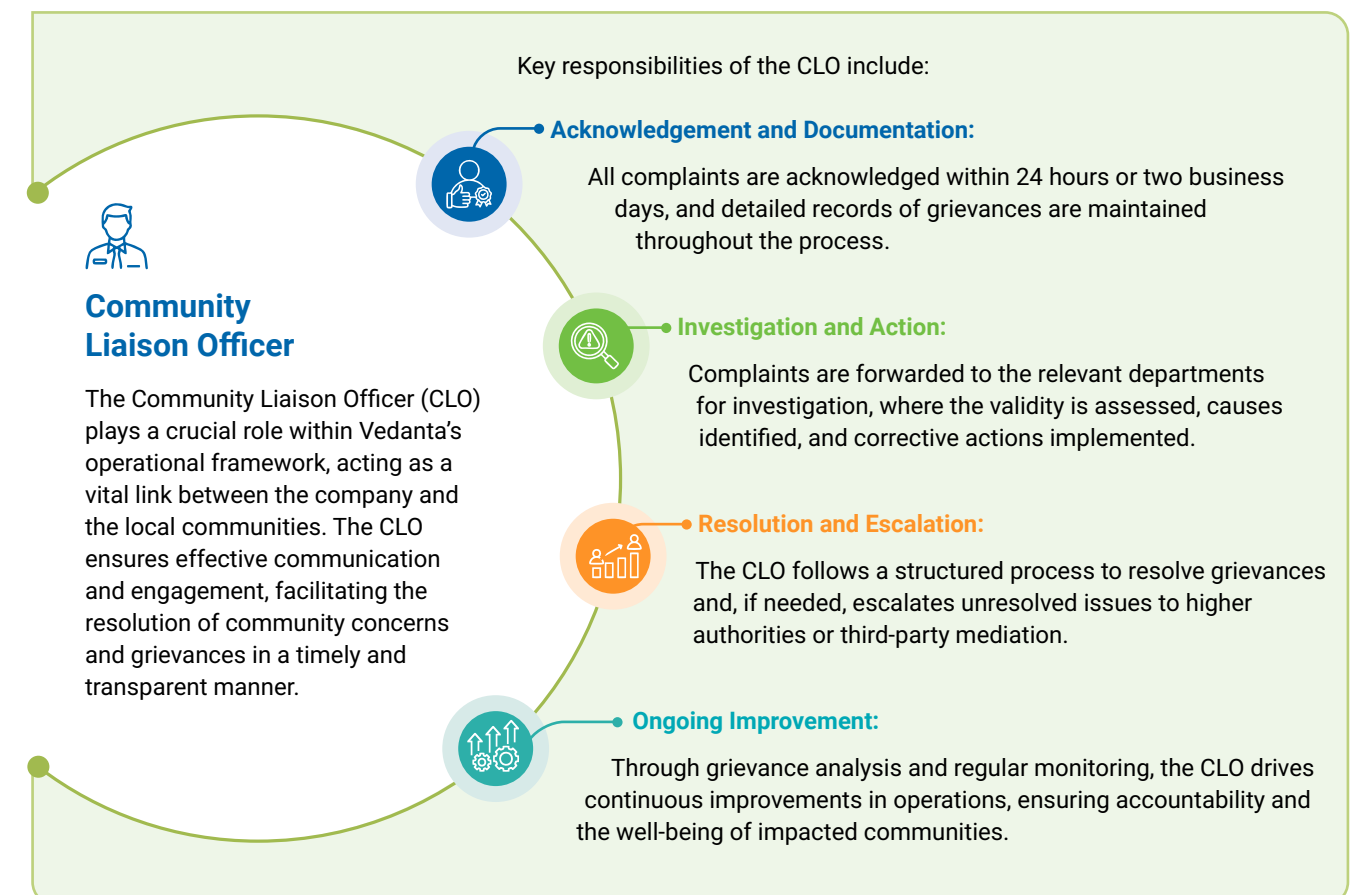 Key responsibilities of the CLO include:
Community
Liaison Officer
The Community Liaison Officer (CLO)
plays a crucial role within Vedanta’s
operational framework, acting as a
vital link between the company and
the local communities. The CLO
ensures effective communication
and engagement, facilitating the
resolution of community concerns
and grievances in a timely and
transparent manner.
Acknowledgement and Documentation:
All complaints are acknowledged within 24 hours or two business
days, and detailed records of grievances are maintained
throughout the process.
Investigation and Action:
Complaints are forwarded to the relevant departments
for investigation, where the validity is assessed, causes
identified, and corrective actions implemented.
Resolution and Escalation:
The CLO follows a structured process to resolve grievances
and, if needed, escalates unresolved issues to higher
authorities or third-party mediation.
Ongoing Improvement:
Through grievance analysis and regular monitoring, the CLO drives
continuous improvements in operations, ensuring accountability and
the well-being of impacted communities.